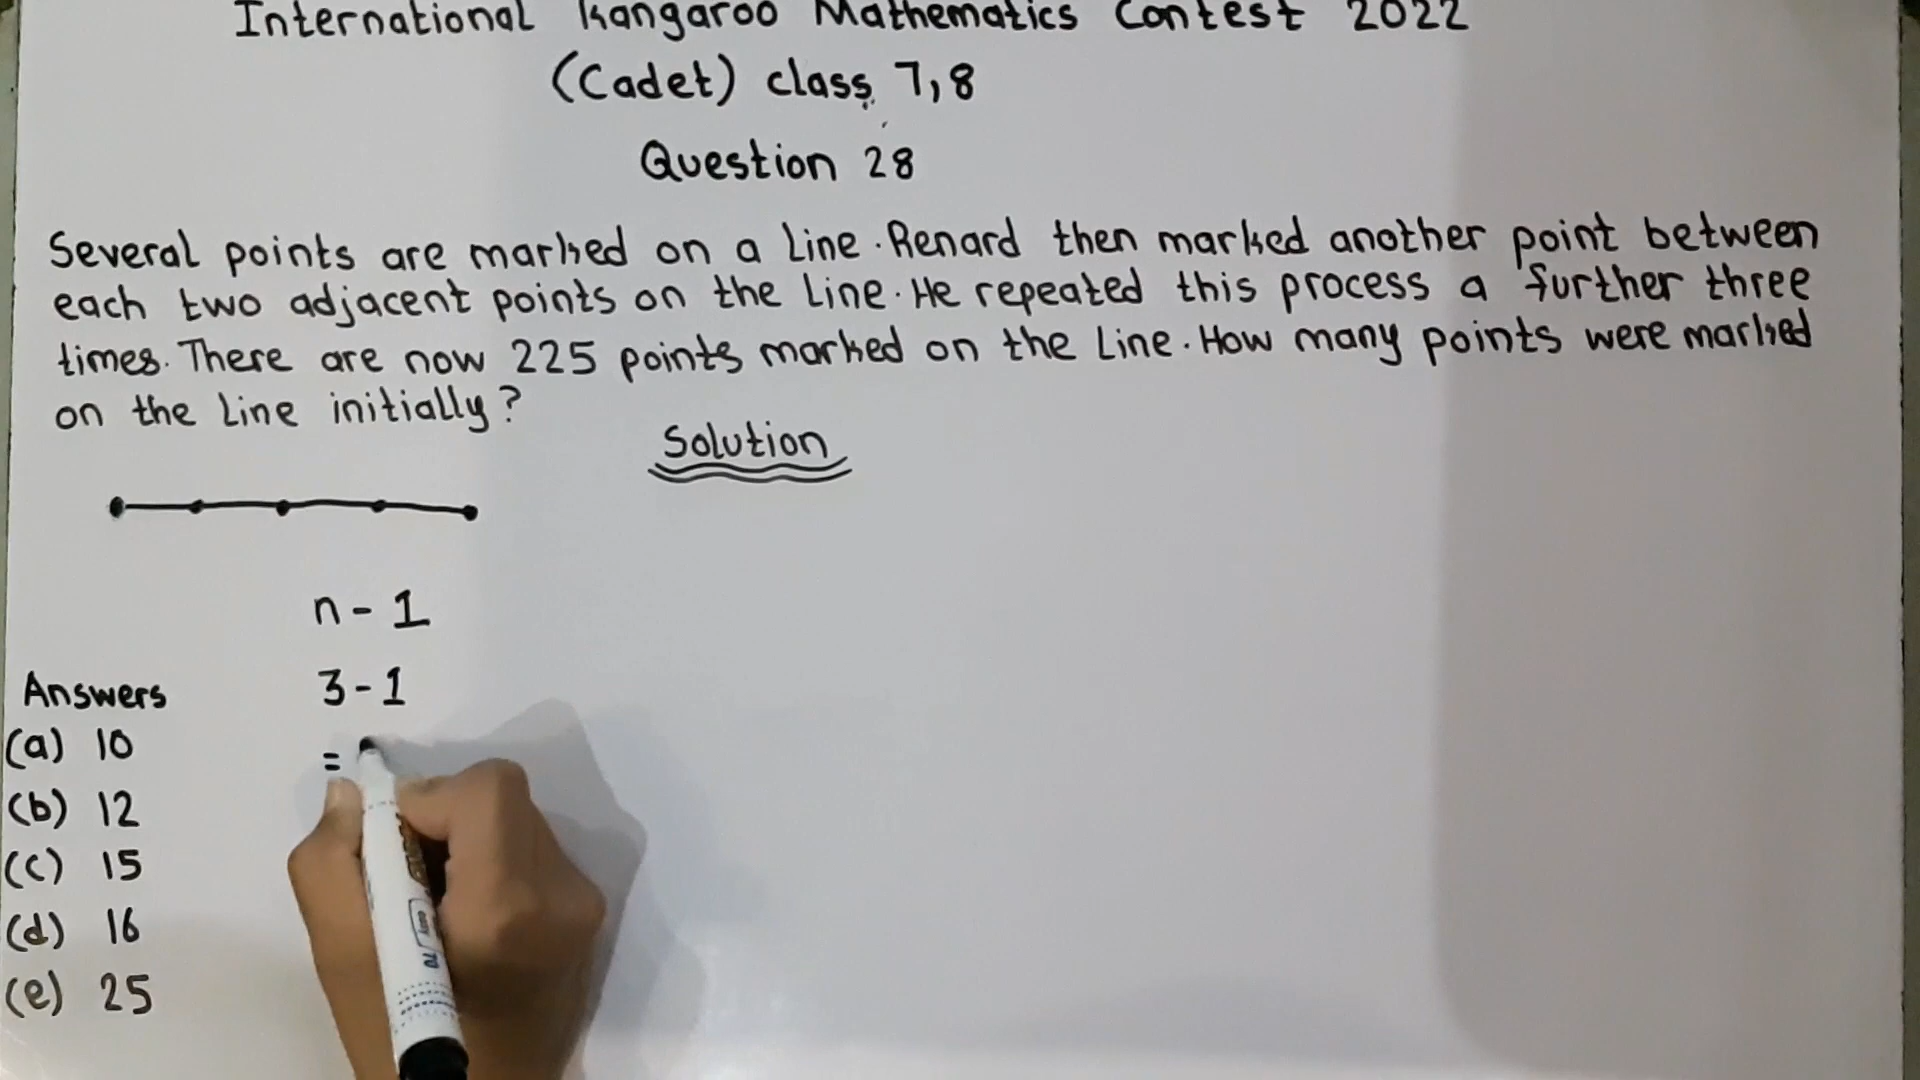 International Kangaroo Mathematics Contest 2022
(Cadet) class 7,8
Question 28
Several points are marked on a Line. Renard then marked another point between
each two adjacent points on the Line. He repeated this process a further three
times. There are now 225 points marked on the Line. How many points were marked
on the Line initially?
Solution
n - 1
3 - 1
=
Answers
(a) 10
(b) 12
(c) 15
(d) 16
(e) 25
70